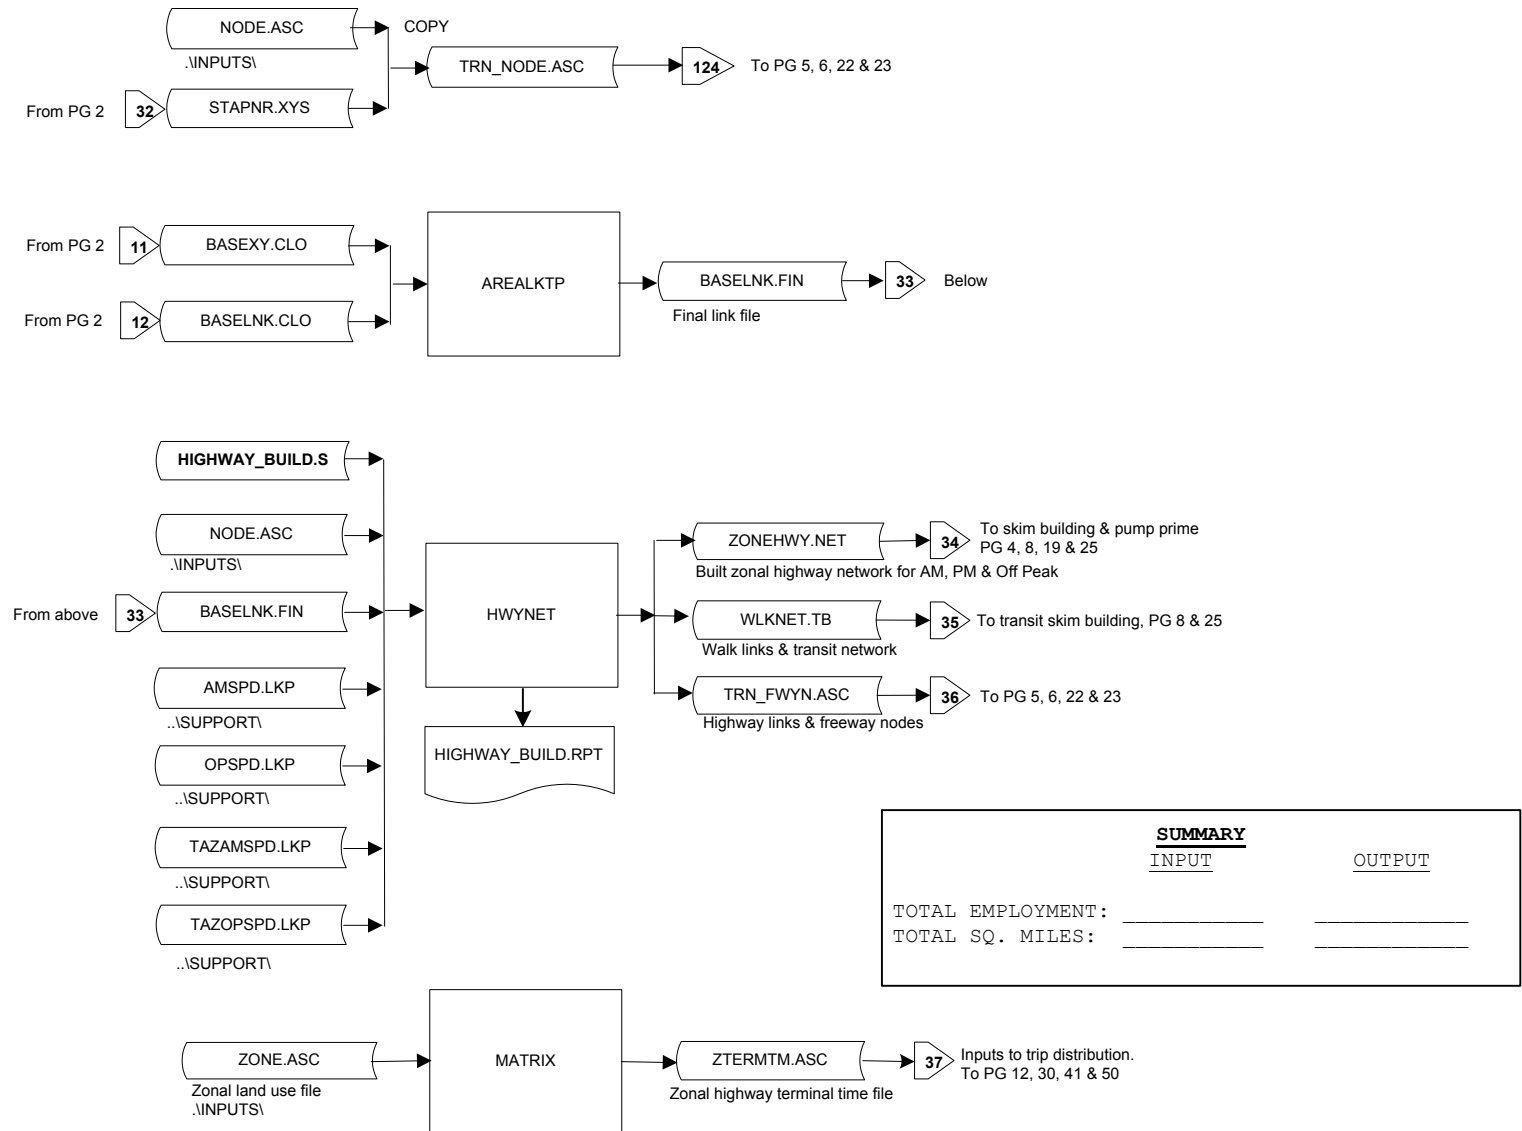 NODE.ASC
COPY
.\INPUTS\
TRN_NODE.ASC
124
To PG 5, 6, 22 & 23
From PG 2
32
STAPNR.XYS
From PG 2
11
BASEXY.CLO
AREALKTP
BASELNK.FIN
33
Below
Final link file
From PG 2
12
BASELNK.CLO
HIGHWAY_BUILD.S
NODE.ASC
.\INPUTS\
From above
33
BASELNK.FIN
AMSPD.LKP
..\SUPPORT\
OPSPD.LKP
..\SUPPORT\
TAZAMSPD.LKP
..\SUPPORT\
TAZOPSPD.LKP
..\SUPPORT\
HWYNET
HIGHWAY_BUILD.RPT
ZONEHWY.NET
34
To skim building & pump prime
PG 4, 8, 19 & 25
Built zonal highway network for AM, PM & Off Peak
WLKNET.TB
35
To transit skim building, PG 8 & 25
Walk links & transit network
TRN_FWYN.ASC
36
To PG 5, 6, 22 & 23
Highway links & freeway nodes
SUMMARY
INPUT OUTPUT
TOTAL EMPLOYMENT: ___________ ____________
TOTAL SQ. MILES: ___________ ____________
ZONE.ASC
Zonal land use file
.\INPUTS\
MATRIX
ZTERMTM.ASC
Zonal highway terminal time file
37
Inputs to trip distribution.
To PG 12, 30, 41 & 50